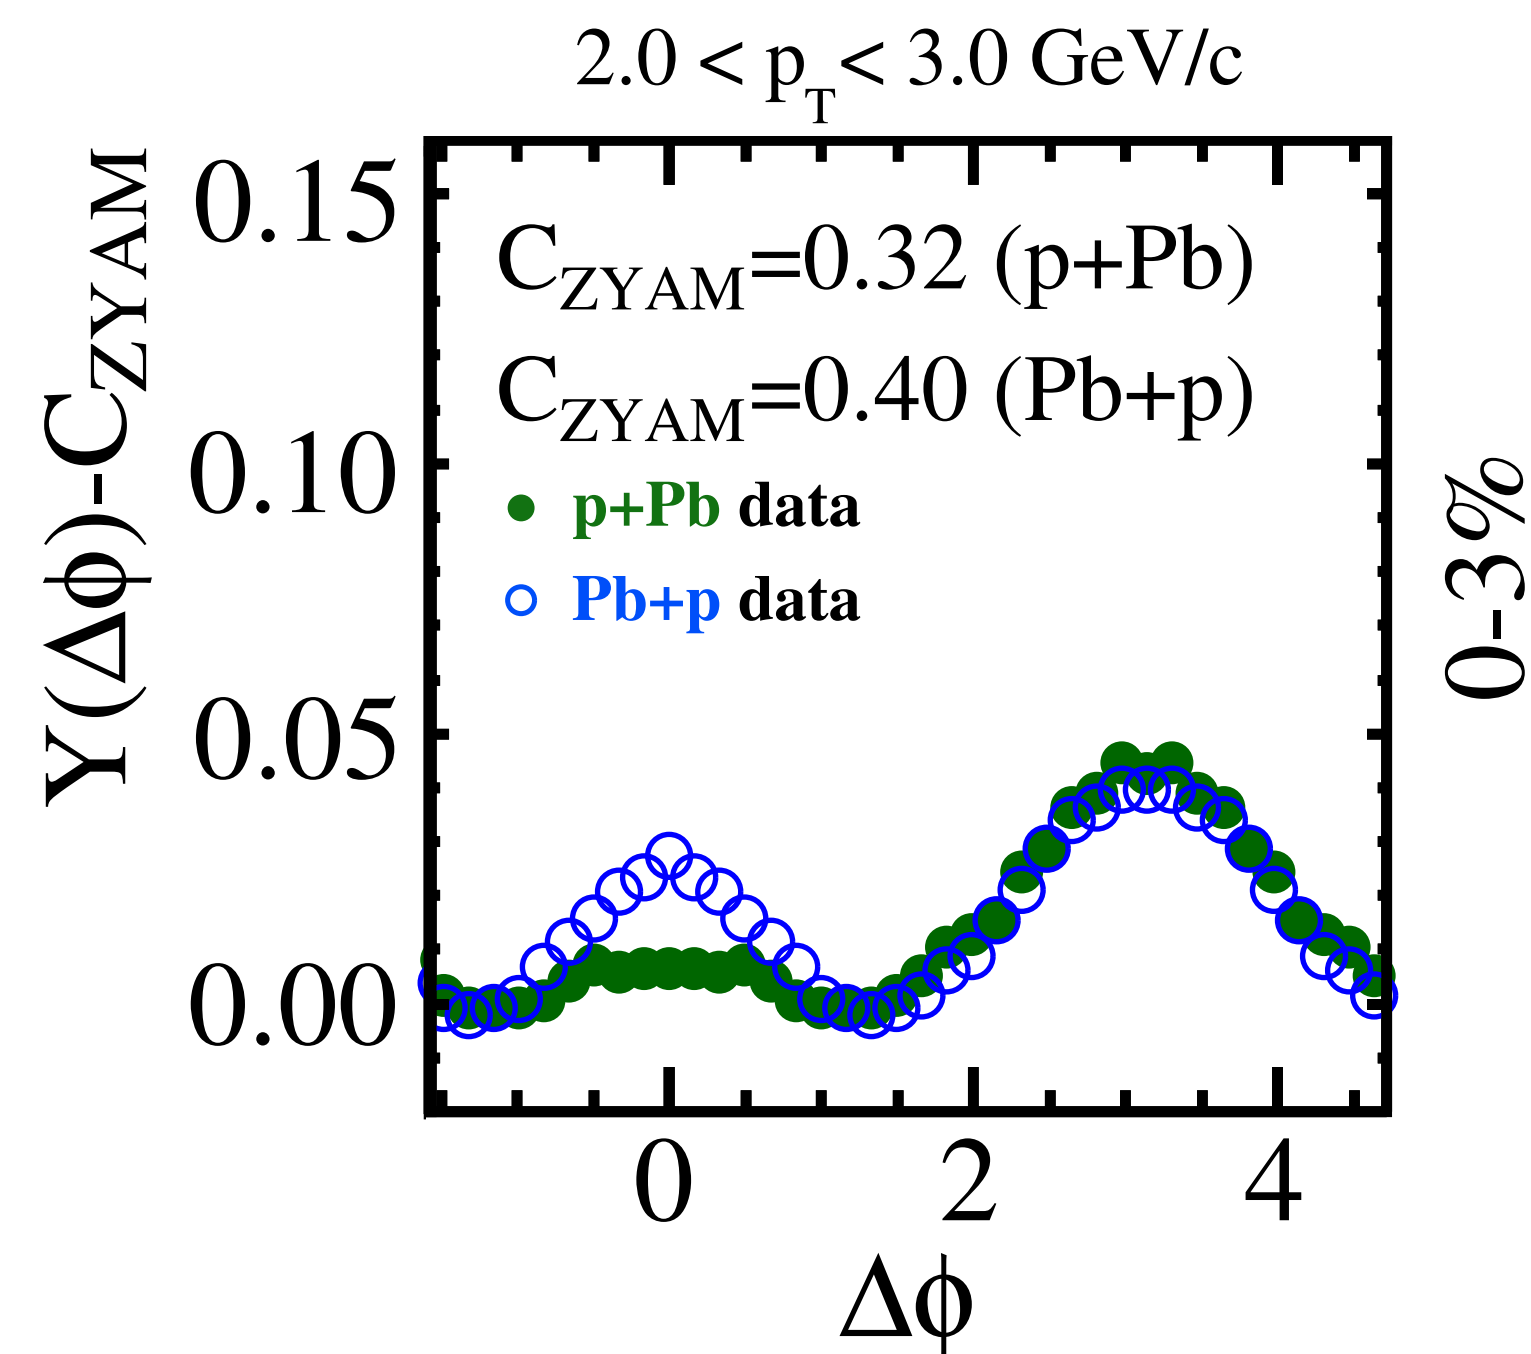 2.0 < p_T < 3.0 GeV/c
Y(Δϕ)-C_ZYAM
0.15
0.10
0.05
0.00
C_ZYAM=0.32 (p+Pb)
C_ZYAM=0.40 (Pb+p)
p+Pb data
Pb+p data
0-3%
0 2 4
Δϕ